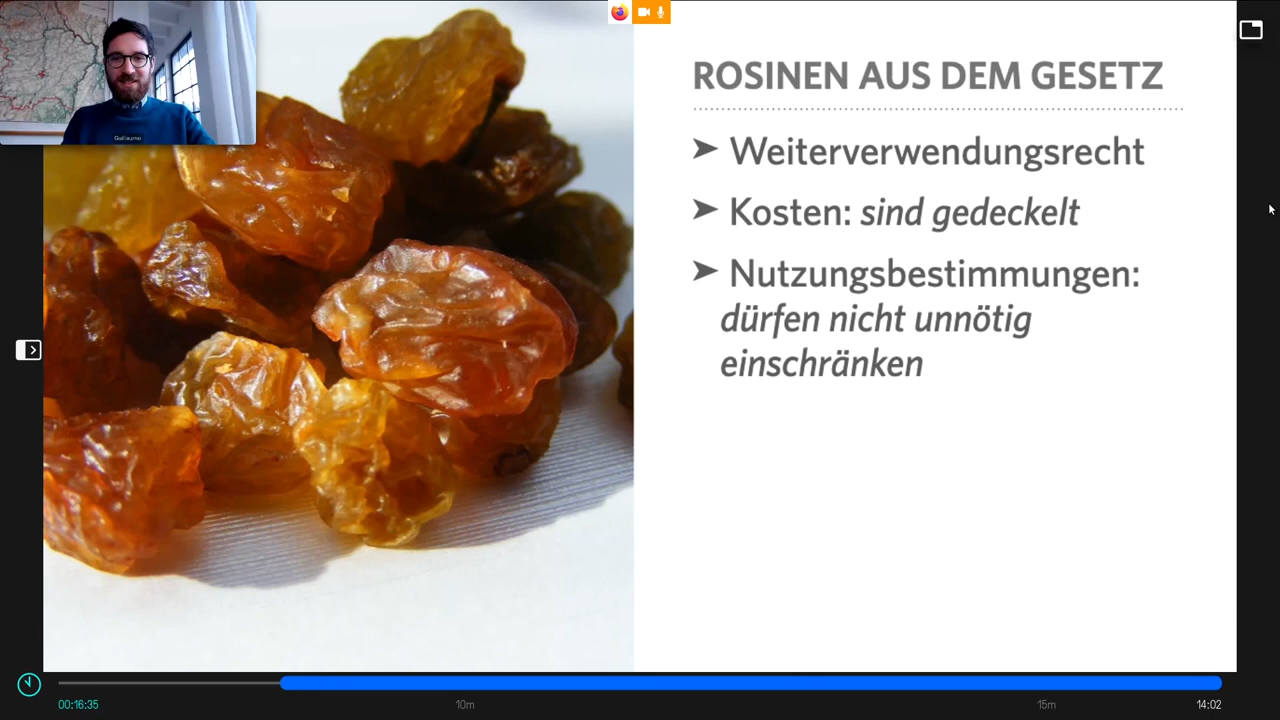 Guillaume
ROSINEN AUS DEM GESETZ
➤ Weiterverwendungsrecht
➤ Kosten: sind gedeckelt
➤ Nutzungsbestimmungen:
dürfen nicht unnötig
einschränken
00:16:35
10m
15m
14:02